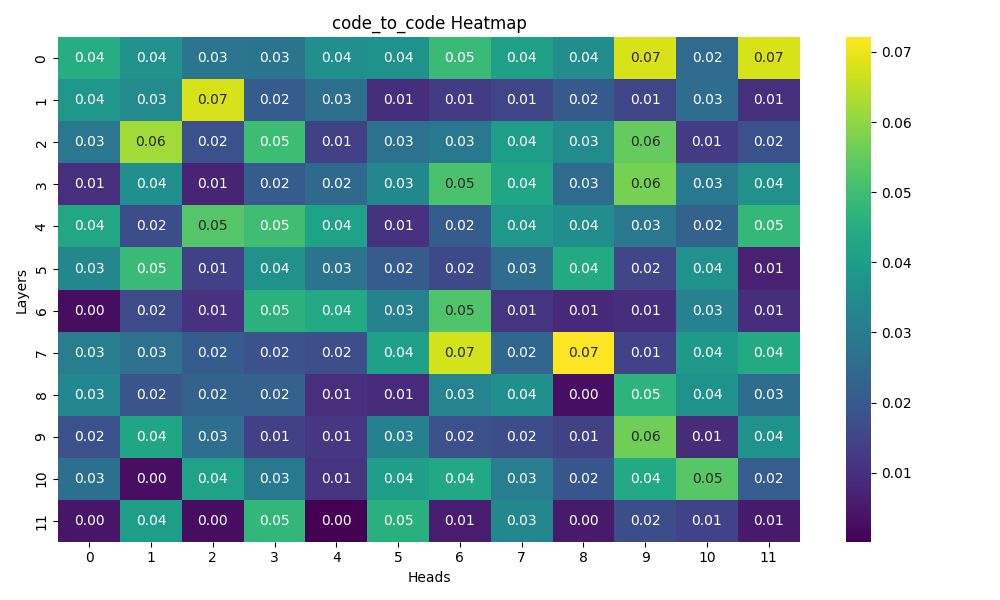 code_to_code Heatmap
0 0.04 0.04 0.03 0.03 0.04 0.04 0.05 0.04 0.04 0.07 0.02 0.07
1 0.04 0.03 0.07 0.02 0.03 0.01 0.01 0.01 0.02 0.01 0.03 0.01
2 0.03 0.06 0.02 0.05 0.01 0.03 0.03 0.04 0.03 0.06 0.01 0.02
3 0.01 0.04 0.01 0.02 0.02 0.03 0.05 0.04 0.03 0.06 0.03 0.04
4 0.04 0.02 0.05 0.05 0.04 0.01 0.02 0.04 0.04 0.03 0.02 0.05
5 0.03 0.05 0.01 0.04 0.03 0.02 0.02 0.03 0.04 0.02 0.04 0.01
6 0.00 0.02 0.01 0.05 0.04 0.03 0.05 0.01 0.01 0.01 0.03 0.01
7 0.03 0.03 0.02 0.02 0.02 0.04 0.07 0.02 0.07 0.01 0.04 0.04
8 0.03 0.02 0.02 0.02 0.01 0.01 0.03 0.04 0.00 0.05 0.04 0.03
9 0.02 0.04 0.03 0.01 0.01 0.03 0.02 0.02 0.01 0.06 0.01 0.04
10 0.03 0.00 0.04 0.03 0.01 0.04 0.04 0.03 0.02 0.04 0.05 0.02
11 0.00 0.04 0.00 0.05 0.00 0.05 0.01 0.03 0.00 0.02 0.01 0.01
0 1 2 3 4 5 6 7 8 9 10 11
Heads
Layers
0.07
0.06
0.05
0.04
0.03
0.02
0.01